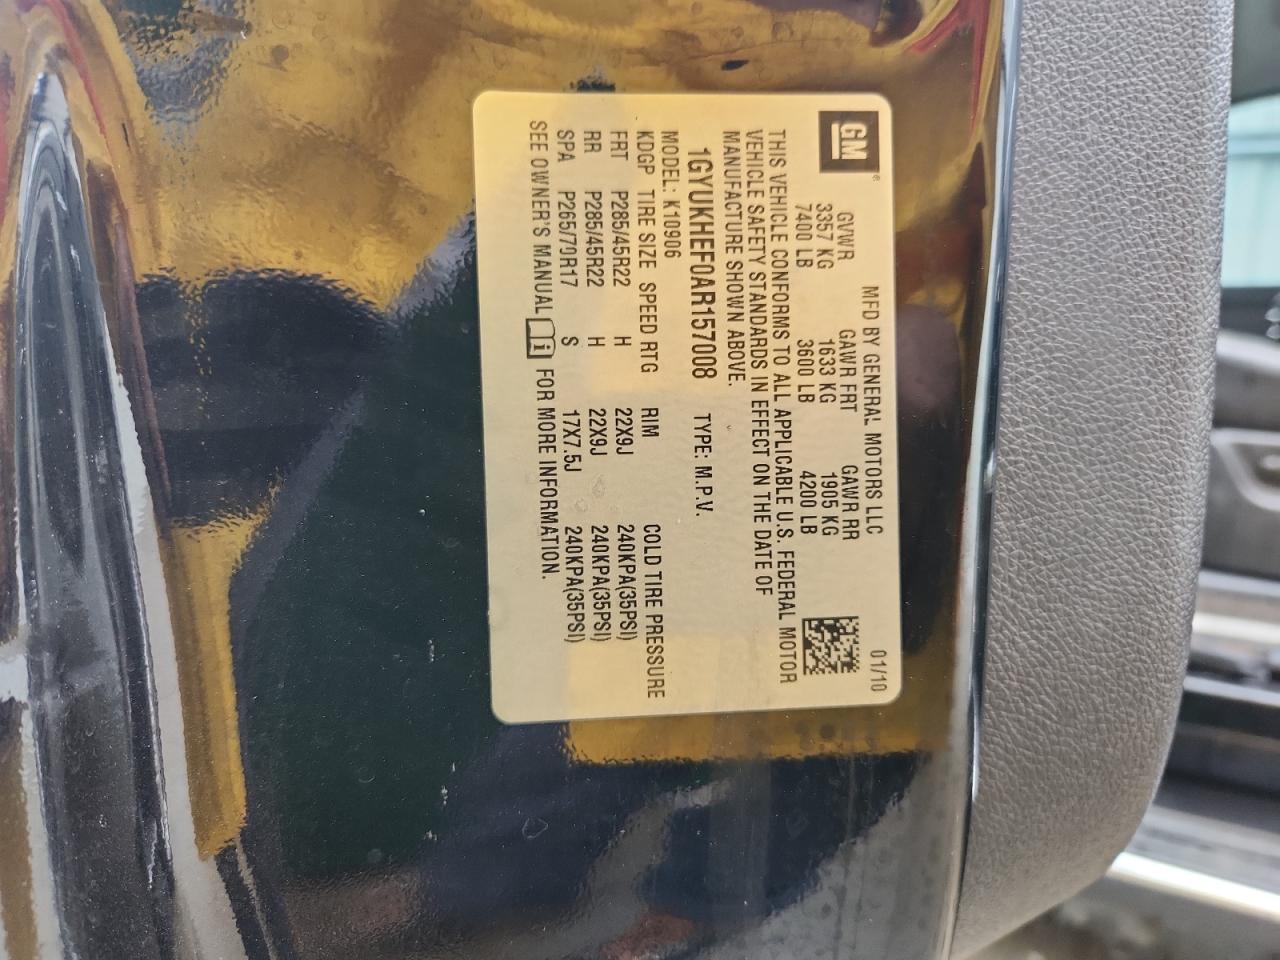 GM®
MFD BY GENERAL MOTORS LLC 01/10
GVWR GAWR FRT GAWR RR
3357 KG 1633 KG 1905 KG
7400 LB 3600 LB 4200 LB
THIS VEHICLE CONFORMS TO ALL APPLICABLE U.S. FEDERAL MOTOR
VEHICLE SAFETY STANDARDS IN EFFECT ON THE DATE OF
MANUFACTURE SHOWN ABOVE.
1GYUKHEF0AR157008 TYPE: M.P.V.
MODEL: K10906
KDGP TIRE SIZE SPEED RTG RIM COLD TIRE PRESSURE
FRT P285/45R22 H 22X9J 240KPA(35PSI)
RR P285/45R22 H 22X9J 240KPA(35PSI)
SPA P265/70R17 S 17X7.5J 240KPA(35PSI)
SEE OWNER'S MANUAL i FOR MORE INFORMATION.